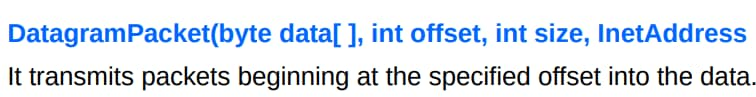 DatagramPacket(byte data[ ], int offset, int size, InetAddress
It transmits packets beginning at the specified offset into the data.